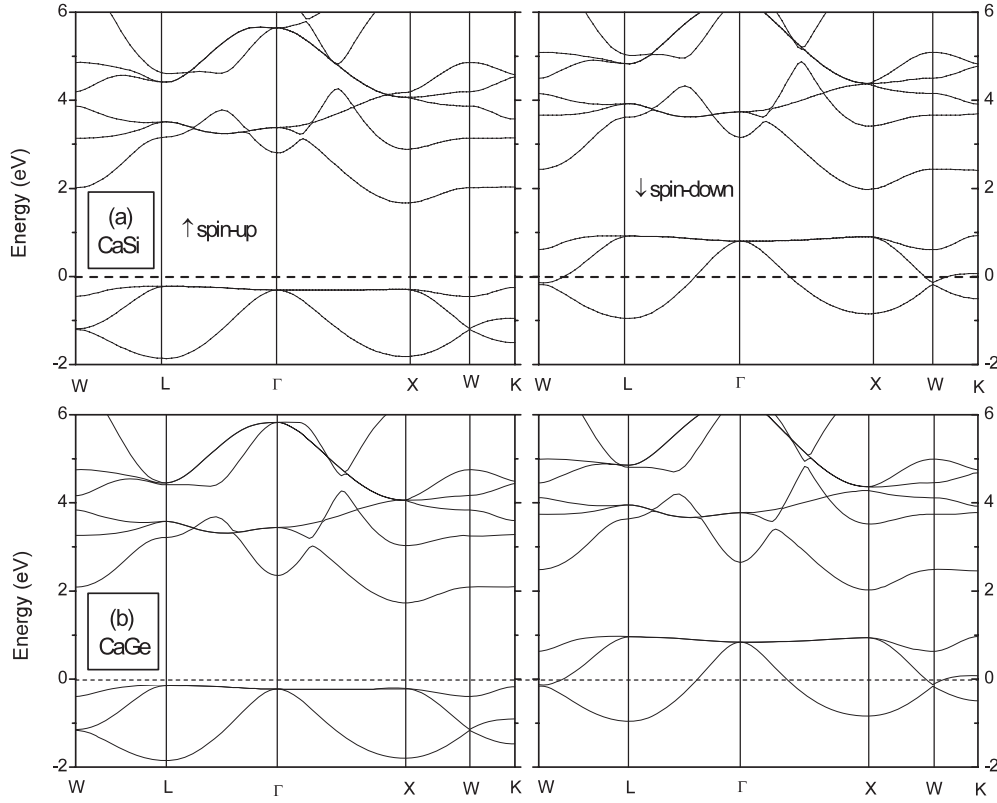 6 6
4 4
2 2
0 0
-2 -2
Energy (eV)
(a)
CaSi
↑ spin-up
↓ spin-down
W L Γ X W K W L Γ X W K
6 6
4 4
2 2
0 0
-2 -2
Energy (eV)
(b)
CaGe
W L Γ X W K W L Γ X W K